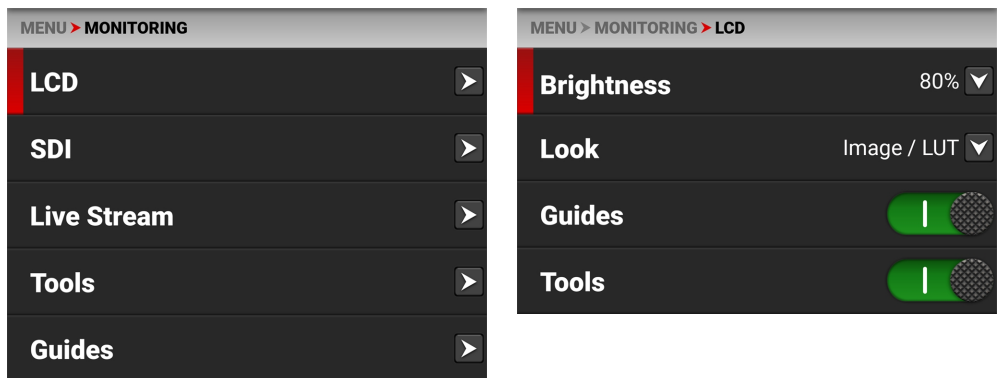 MENU ➤ MONITORING
LCD
SDI
Live Stream
Tools
Guides
MENU ➤ MONITORING ➤ LCD
Brightness 80%
Look Image / LUT
Guides
Tools